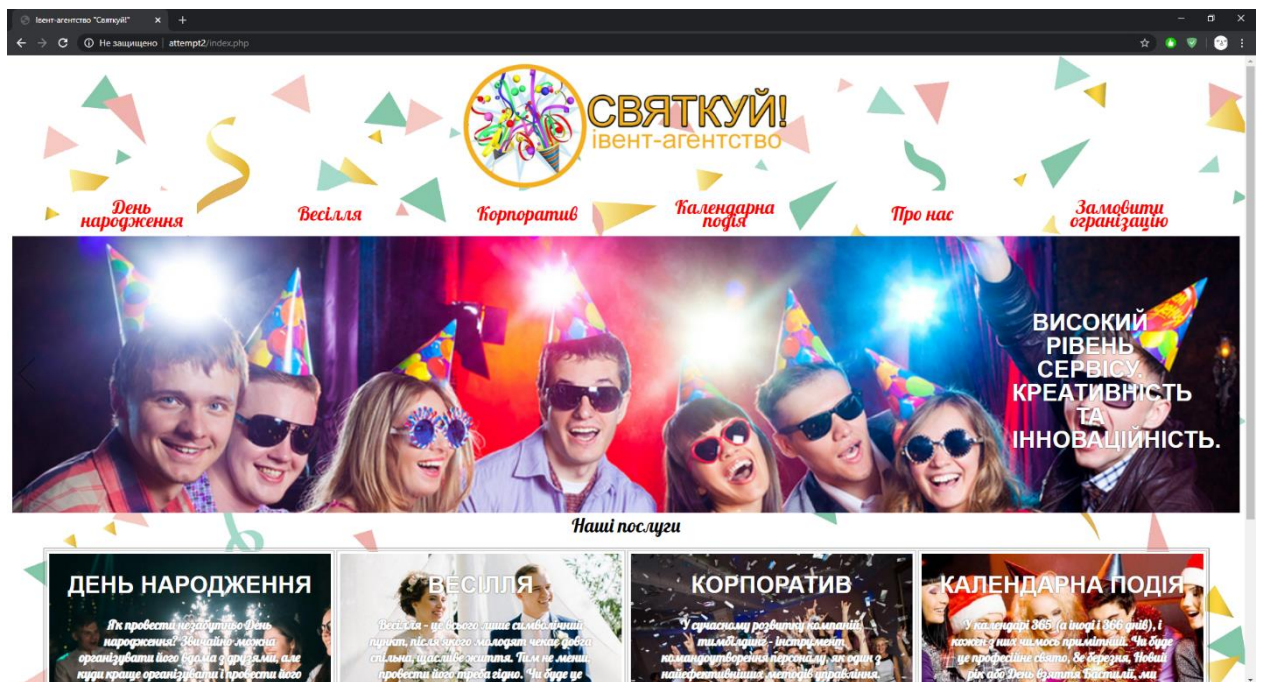 Івент-агентство "Святкуй!"
Не защищено | attempt2/index.php
СВЯТКУЙ!
івент-агентство
День
народження
Весілля
Корпоратив
Календарна
подія
Про нас
Замовити
огранізацію
ВИСОКИЙ
РІВЕНЬ
СЕРВІСУ.
КРЕАТИВНІСТЬ
ТА
ІННОВАЦІЙНІСТЬ.
Наші послуги
ДЕНЬ НАРОДЖЕННЯ
Як провести незабутньо День
народження? Звичайно можна
організувати його вдома з друзями, але
куди краще організувати і провести його
ВЕСІЛЛЯ
Весілля - це всього лише символічний
пункт, після якого молодят чекає довга
спільна, щасливе життя. Тим не менш,
провести його треба гідно. Чи буде це
КОРПОРАТИВ
У сучасному розвитку компаній,
тимбілдинг - інструмент
командоутворення персоналу, як один з
найефективніших методів управління.
КАЛЕНДАРНА ПОДІЯ
У календарі 365 (а іноді і 366 днів), і
кожен з них чимось примітний. Чи буде
це професійне свято, 8е березня, Новий
рік або День взяття Бастилії, ми